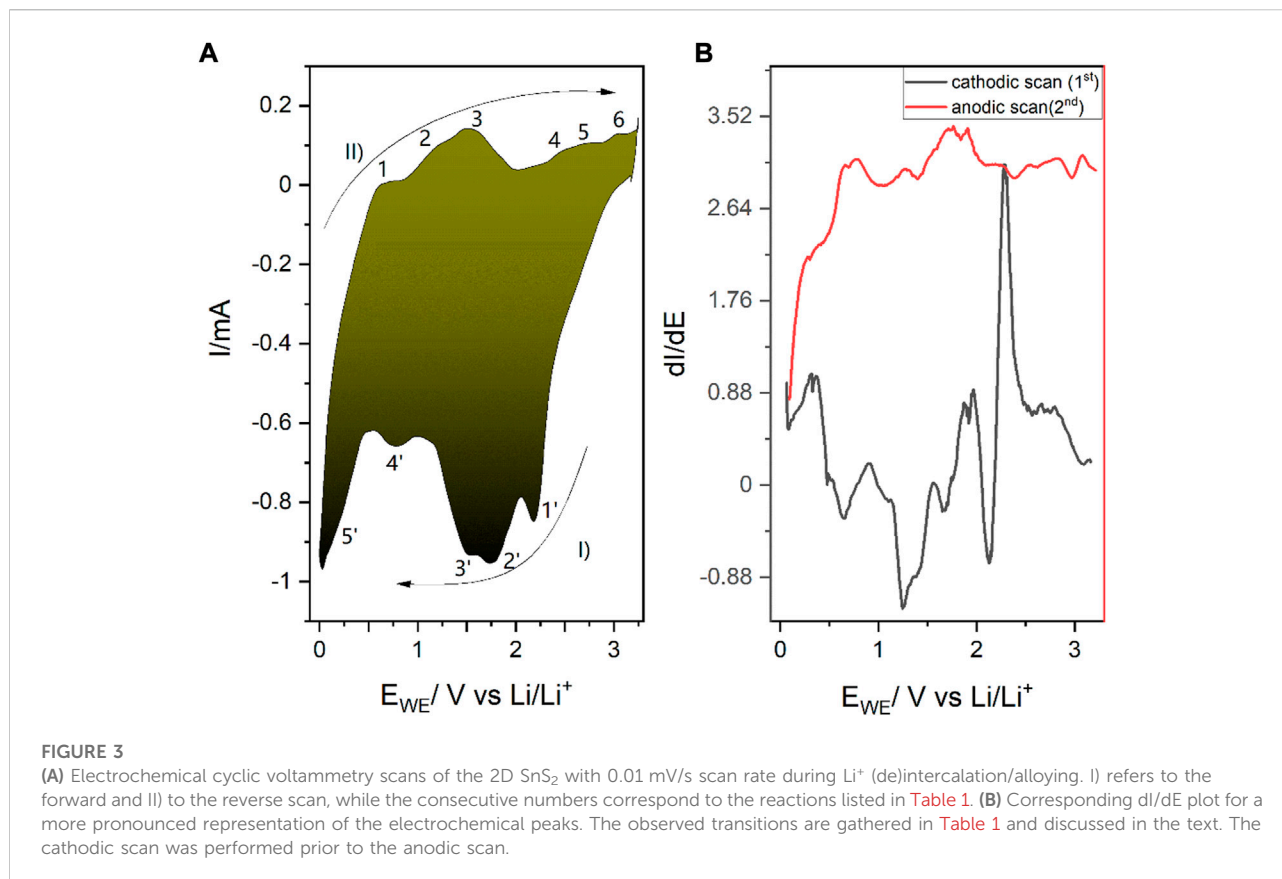 A
0.2
0
-0.2
-0.4
-0.6
-0.8
-1
I/mA
II)
1
2
3
4
5
6
5'
4'
3'
2'
1'
I)
0
1
2
3
E_WE/ V vs Li/Li⁺
B
cathodic scan (1st)
anodic scan(2nd)
3.52
2.64
1.76
0.88
0
-0.88
dI/dE
0
1
2
3
E_WE/ V vs Li/Li⁺
FIGURE 3
(A) Electrochemical cyclic voltammetry scans of the 2D SnS₂ with 0.01 mV/s scan rate during Li⁺ (de)intercalation/alloying. I) refers to the
forward and II) to the reverse scan, while the consecutive numbers correspond to the reactions listed in Table 1. (B) Corresponding dI/dE plot for a
more pronounced representation of the electrochemical peaks. The observed transitions are gathered in Table 1 and discussed in the text. The
cathodic scan was performed prior to the anodic scan.